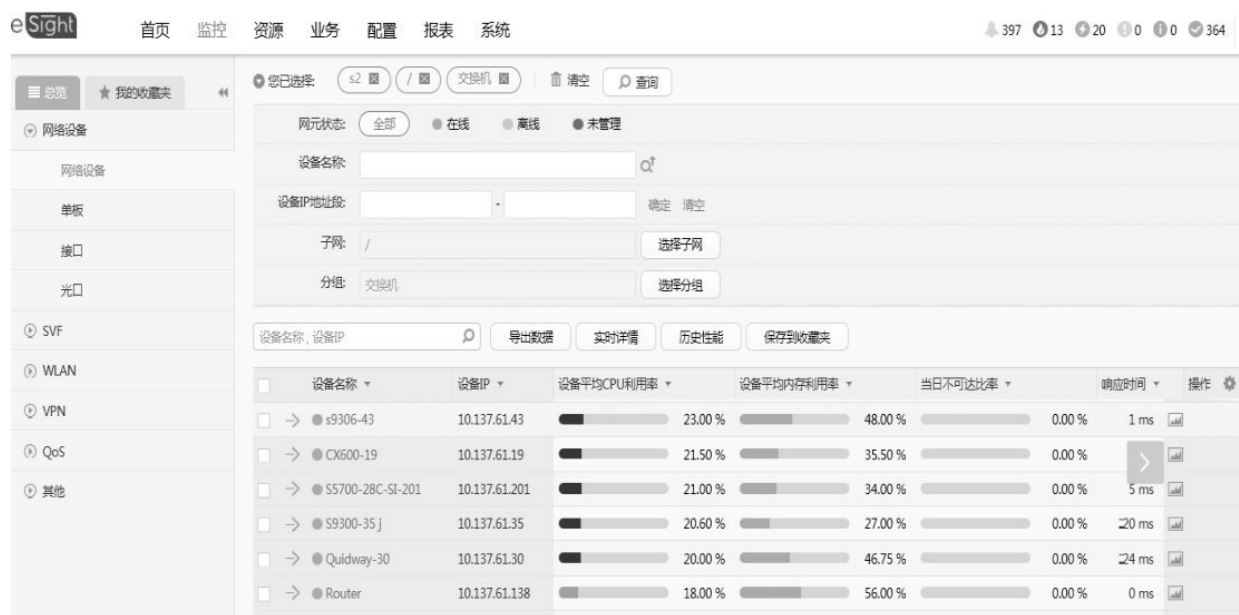 eSight 首页 监控 资源 业务 配置 报表 系统 397 13 20 0 0 364
总览 我的收藏夹
网络设备
网络设备
单板
接口
光口
SVF
WLAN
VPN
QoS
其他
您已选择: s2 / 交换机 清空 查询
网元状态: 全部 在线 离线 未管理
设备名称:
设备IP地址段: - 确定 清空
子网: / 选择子网
分组: 交换机 选择分组
设备名称, 设备IP 导出数据 实时详情 历史性能 保存到收藏夹
设备名称 设备IP 设备平均CPU利用率 设备平均内存利用率 当日不可达比率 响应时间 操作
s9306-43 10.137.61.43 23.00 % 48.00 % 0.00 % 1 ms
CX600-19 10.137.61.19 21.50 % 35.50 % 0.00 %
S5700-28C-SI-201 10.137.61.201 21.00 % 34.00 % 0.00 % 5 ms
S9300-35 j 10.137.61.35 20.60 % 27.00 % 0.00 % 20 ms
Quidway-30 10.137.61.30 20.00 % 46.75 % 0.00 % 24 ms
Router 10.137.61.138 18.00 % 56.00 % 0.00 % 0 ms